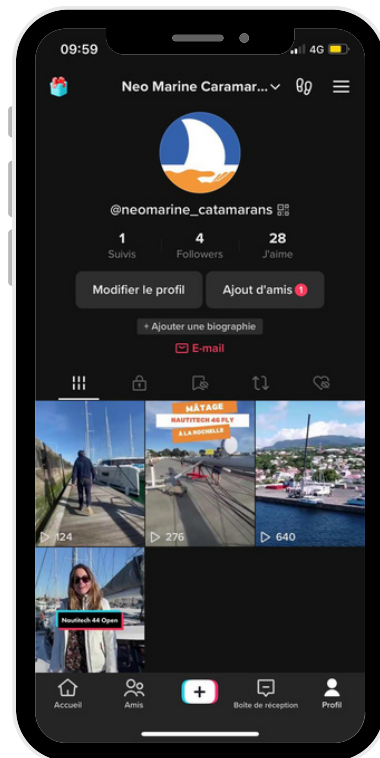 09:59
4G
Neo Marine Caramar...
@neomarine_catamarans
1 4 28
Suivis Followers J'aime
Modifier le profil Ajout d'amis 1
+ Ajouter une biographie
E-mail
MÂTAGE
NAUTITECH 46 FLY
À LA ROCHELLE
124 276 640
Nautitech 44 Open
Accueil Amis Boîte de réception Profil